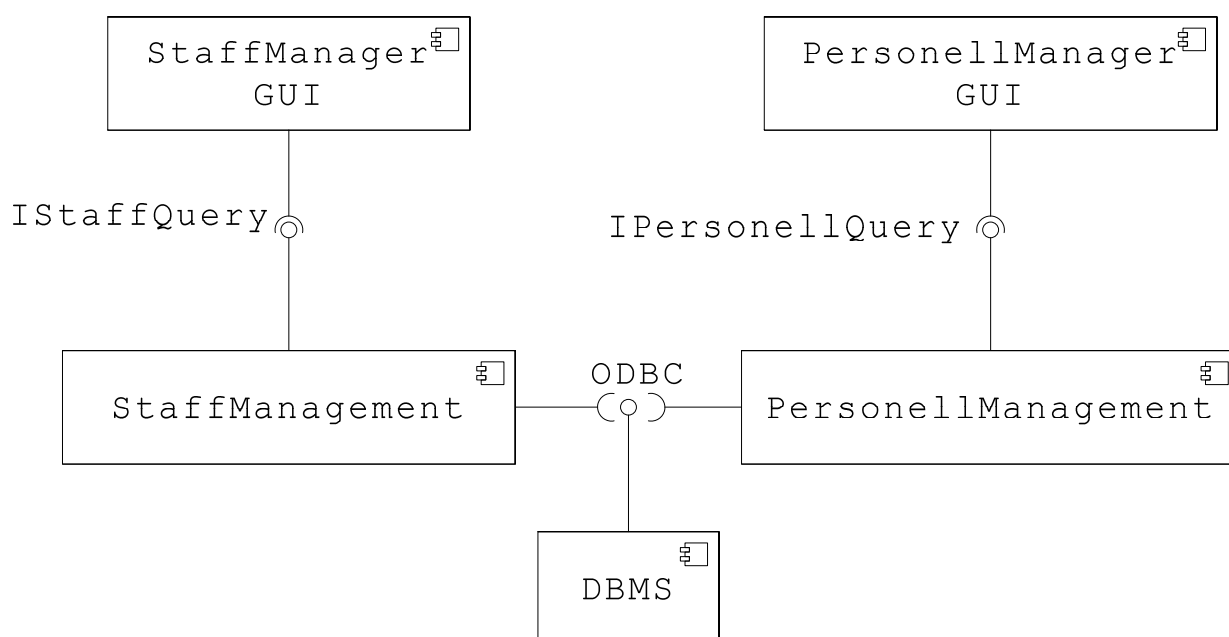 StaffManager
GUI
PersonellManager
GUI
IStaffQuery
IPersonellQuery
ODBC
StaffManagement
PersonellManagement
DBMS